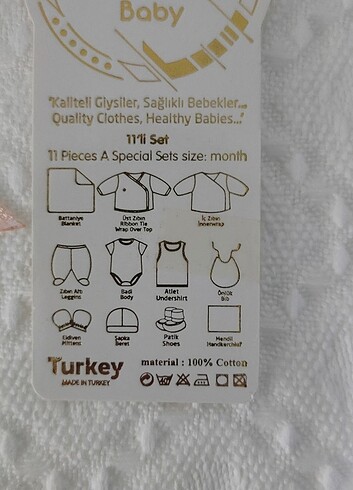 Baby
"Kaliteli Giysiler, Sağlıklı Bebekler...
Quality Clothes, Healthy Babies..."
11'li Set
11 Pieces A Special Sets size: month
Battaniye
Blanket
Üst Zıbın
Ribbon Tie
Wrap Over Top
İç Zıbın
Innerwrap
Zıbın Altı
Leggins
Badi
Body
Atlet
Undershirt
Önlük
Bib
Eldiven
Mittens
Şapka
Beret
Patik
Shoes
Mendil
Handkerchief
Turkey
MADE IN TURKEY
material : 100% Cotton